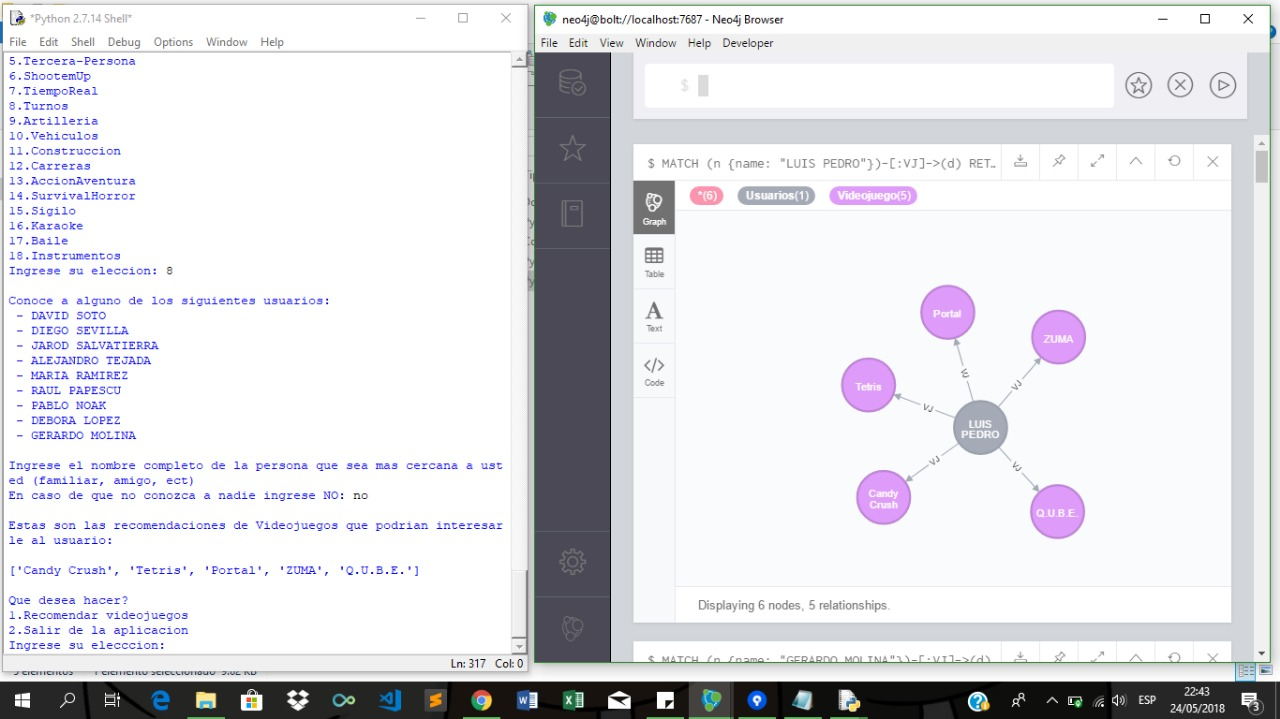 *Python 2.7.14 Shell*
File Edit Shell Debug Options Window Help
5.Tercera-Persona
6.ShootemUp
7.TiempoReal
8.Turnos
9.Artilleria
10.Vehiculos
11.Construccion
12.Carreras
13.AccionAventura
14.SurvivalHorror
15.Sigilo
16.Karaoke
17.Baile
18.Instrumentos
Ingrese su eleccion: 8
Conoce a alguno de los siguientes usuarios:
- DAVID SOTO
- DIEGO SEVILLA
- JAROD SALVATIERRA
- ALEJANDRO TEJADA
- MARIA RAMIREZ
- RAUL PAPESCU
- PABLO NOAK
- DEBORA LOPEZ
- GERARDO MOLINA
Ingrese el nombre completo de la persona que sea mas cercana a ust
ed (familiar, amigo, ect)
En caso de que no conozca a nadie ingrese NO: no
Estas son las recomendaciones de Videojuegos que podrian interesar
le al usuario:
['Candy Crush', 'Tetris', 'Portal', 'ZUMA', 'Q.U.B.E.']
Que desea hacer?
1.Recomendar videojuegos
2.Salir de la aplicacion
Ingrese su elecccion:
Ln: 317 Col: 0
neo4j@bolt://localhost:7687 - Neo4j Browser
File Edit View Window Help Developer
$
$ MATCH (n {name: "LUIS PEDRO"})-[:VJ]->(d) RET…
*(6) Usuarios(1) Videojuego(5)
Graph
Table
Text
Code
Portal
ZUMA
Tetris
VJ
VJ
VJ
LUIS
PEDRO
VJ
VJ
Candy
Crush
Q.U.B.E.
Displaying 6 nodes, 5 relationships.
$ MATCH (n {name: "GERARDO MOLINA"})-[:VJ]->(d)
1 elemento seleccionado 9.02 KB
ESP
22:43
24/05/2018
3